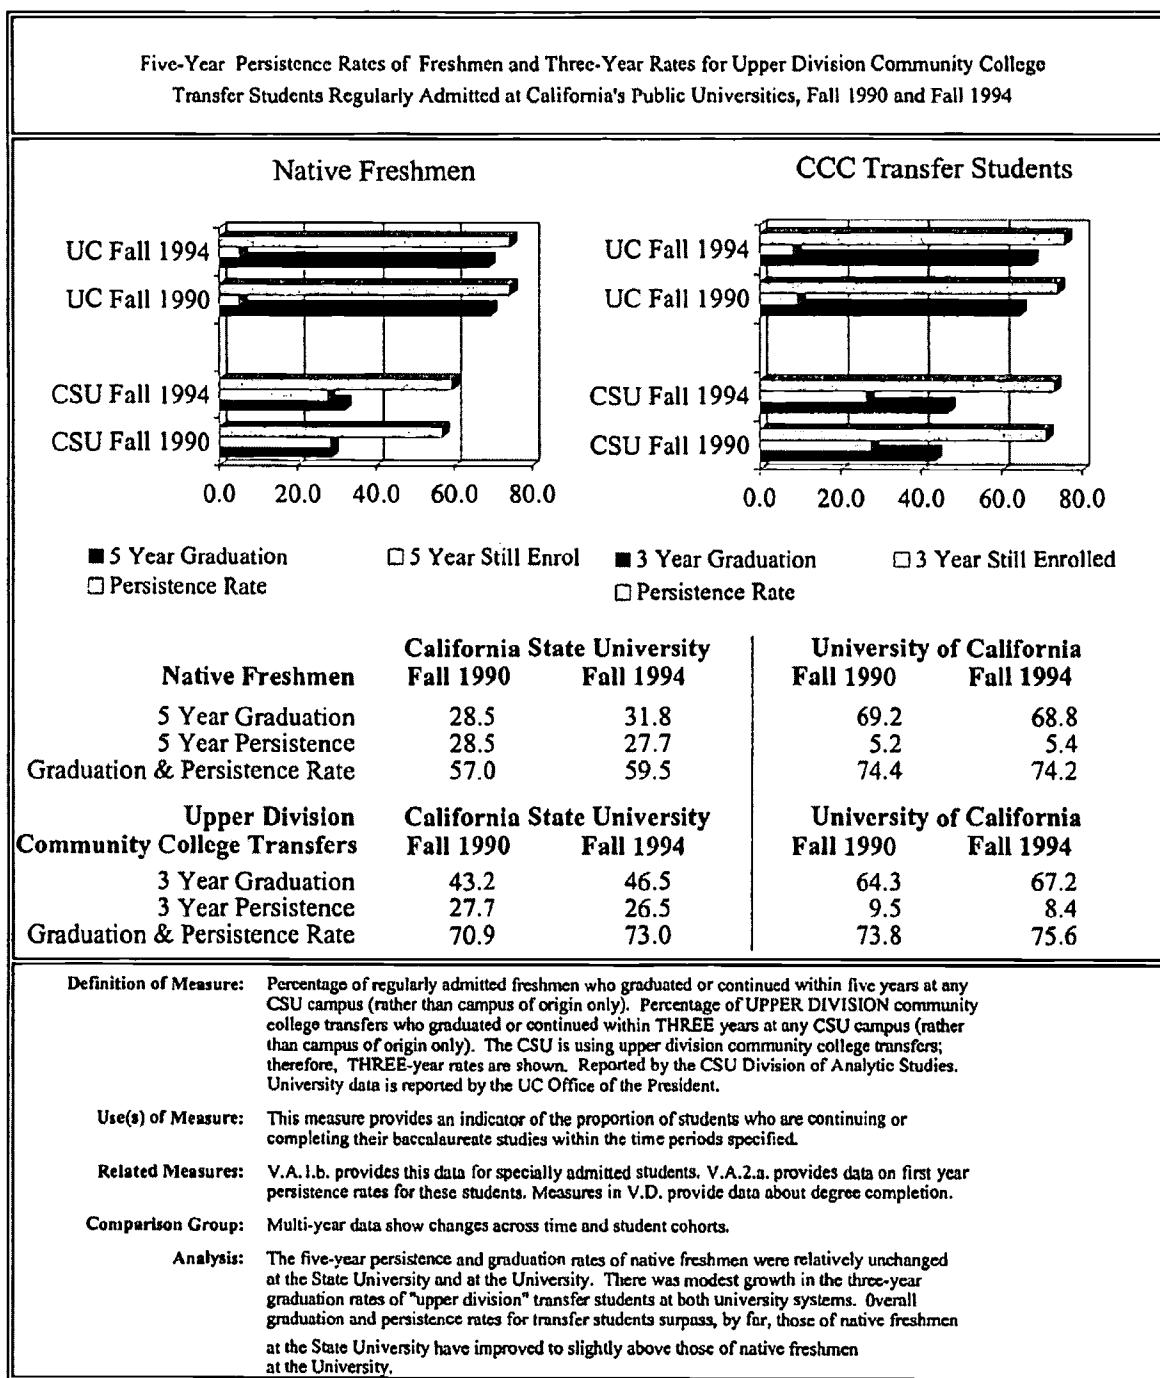 Five-Year Persistence Rates of Freshmen and Three-Year Rates for Upper Division Community College
Transfer Students Regularly Admitted at California's Public Universities, Fall 1990 and Fall 1994
Native Freshmen
UC Fall 1994
UC Fall 1990
CSU Fall 1994
CSU Fall 1990
0.0 20.0 40.0 60.0 80.0
■ 5 Year Graduation □ 5 Year Still Enrol
□ Persistence Rate
CCC Transfer Students
UC Fall 1994
UC Fall 1990
CSU Fall 1994
CSU Fall 1990
0.0 20.0 40.0 60.0 80.0
■ 3 Year Graduation □ 3 Year Still Enrolled
□ Persistence Rate
California State University University of California
Native Freshmen Fall 1990 Fall 1994 Fall 1990 Fall 1994
5 Year Graduation 28.5 31.8 69.2 68.8
5 Year Persistence 28.5 27.7 5.2 5.4
Graduation & Persistence Rate 57.0 59.5 74.4 74.2
Upper Division California State University University of California
Community College Transfers Fall 1990 Fall 1994 Fall 1990 Fall 1994
3 Year Graduation 43.2 46.5 64.3 67.2
3 Year Persistence 27.7 26.5 9.5 8.4
Graduation & Persistence Rate 70.9 73.0 73.8 75.6
Definition of Measure: Percentage of regularly admitted freshmen who graduated or continued within five years at any
CSU campus (rather than campus of origin only). Percentage of UPPER DIVISION community
college transfers who graduated or continued within THREE years at any CSU campus (rather
than campus of origin only). The CSU is using upper division community college transfers;
therefore, THREE-year rates are shown. Reported by the CSU Division of Analytic Studies.
University data is reported by the UC Office of the President.
Use(s) of Measure: This measure provides an indicator of the proportion of students who are continuing or
completing their baccalaureate studies within the time periods specified.
Related Measures: V.A.1.b. provides this data for specially admitted students. V.A.2.a. provides data on first year
persistence rates for these students. Measures in V.D. provide data about degree completion.
Comparison Group: Multi-year data show changes across time and student cohorts.
Analysis: The five-year persistence and graduation rates of native freshmen were relatively unchanged
at the State University and at the University. There was modest growth in the three-year
graduation rates of "upper division" transfer students at both university systems. Overall
graduation and persistence rates for transfer students surpass, by far, those of native freshmen
at the State University have improved to slightly above those of native freshmen
at the University.